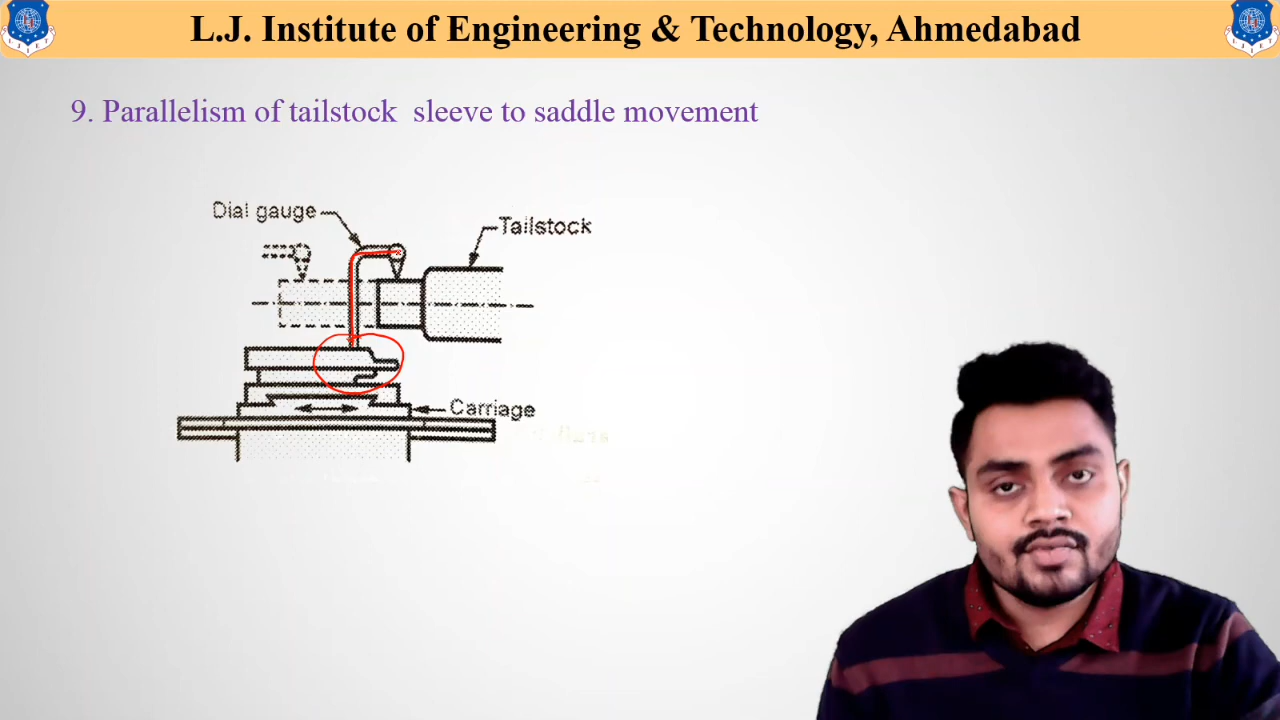 L.J. Institute of Engineering & Technology, Ahmedabad
9. Parallelism of tailstock sleeve to saddle movement
Dial gauge
Tailstock
Carriage